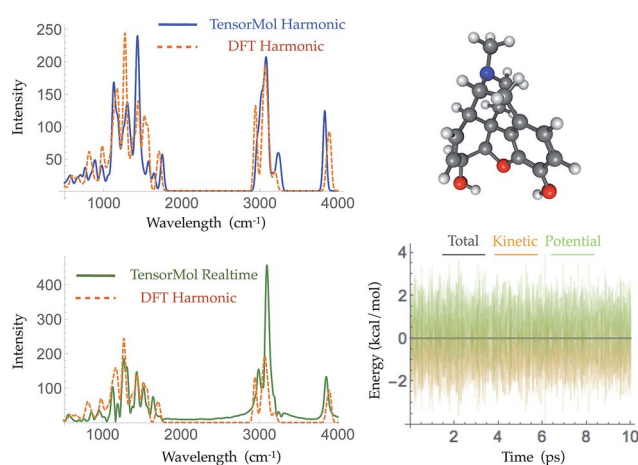 TensorMol Harmonic
DFT Harmonic
250
200
150
100
50
Intensity
1000 2000 3000 4000
Wavelength (cm⁻¹)
TensorMol Realtime
DFT Harmonic
400
300
200
100
Intensity
1000 2000 3000 4000
Wavelength (cm⁻¹)
Total Kinetic Potential
4
2
0
-2
Energy (kcal/mol)
0 2 4 6 8 10
Time (ps)